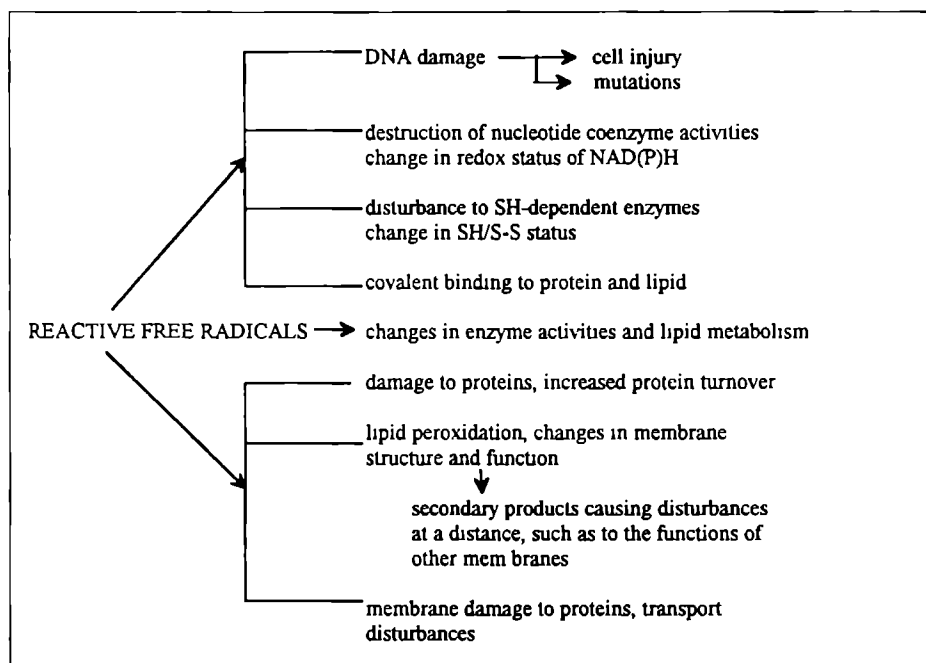 DNA damage
cell injury
mutations
destruction of nucleotide coenzyme activities
change in redox status of NAD(P)H
disturbance to SH-dependent enzymes
change in SH/S-S status
covalent binding to protein and lipid
REACTIVE FREE RADICALS
changes in enzyme activities and lipid metabolism
damage to proteins, increased protein turnover
lipid peroxidation, changes in membrane
structure and function
secondary products causing disturbances
at a distance, such as to the functions of
other mem branes
membrane damage to proteins, transport
disturbances